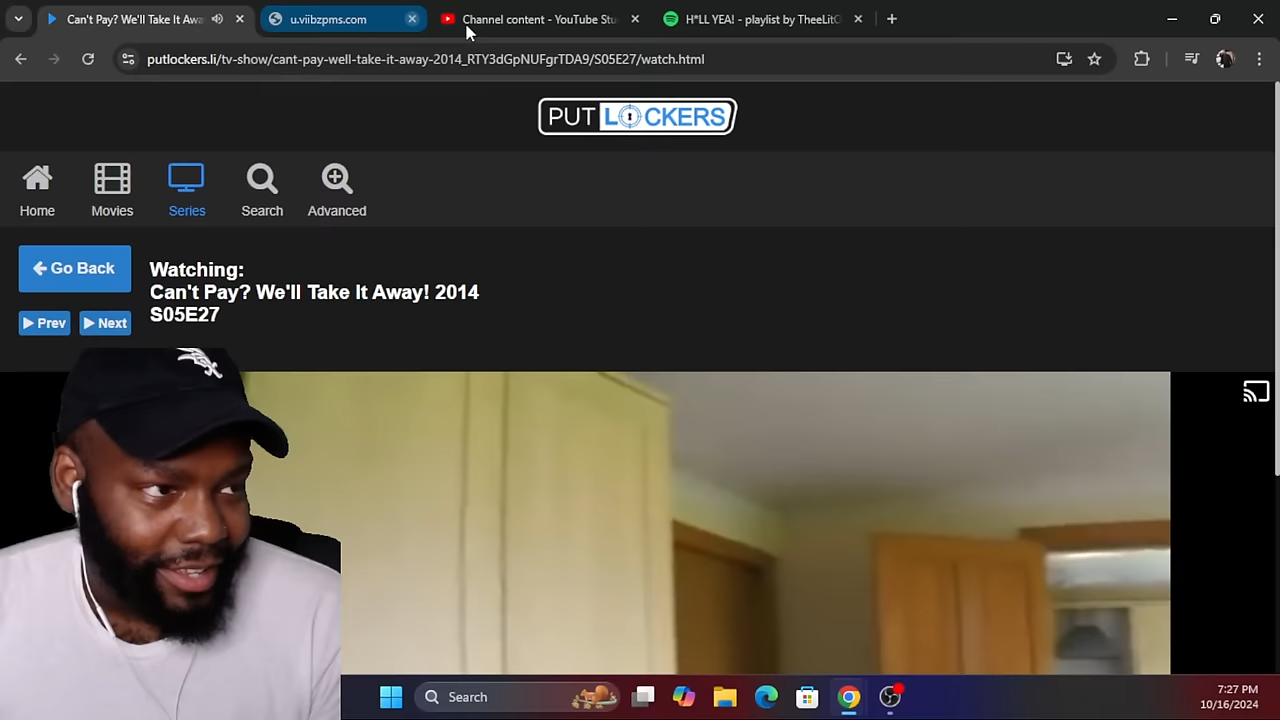 Can't Pay? We'll Take It Awa
u.viibzpms.com
Channel content - YouTube Stu
H*LL YEA! - playlist by TheeLitO
putlockers.li/tv-show/cant-pay-well-take-it-away-2014_RTY3dGpNUFgrTDA9/S05E27/watch.html
PUT LOCKERS
Home
Movies
Series
Search
Advanced
Go Back
Watching:
Can't Pay? We'll Take It Away! 2014
S05E27
Prev
Next
Search
7:27 PM
10/16/2024